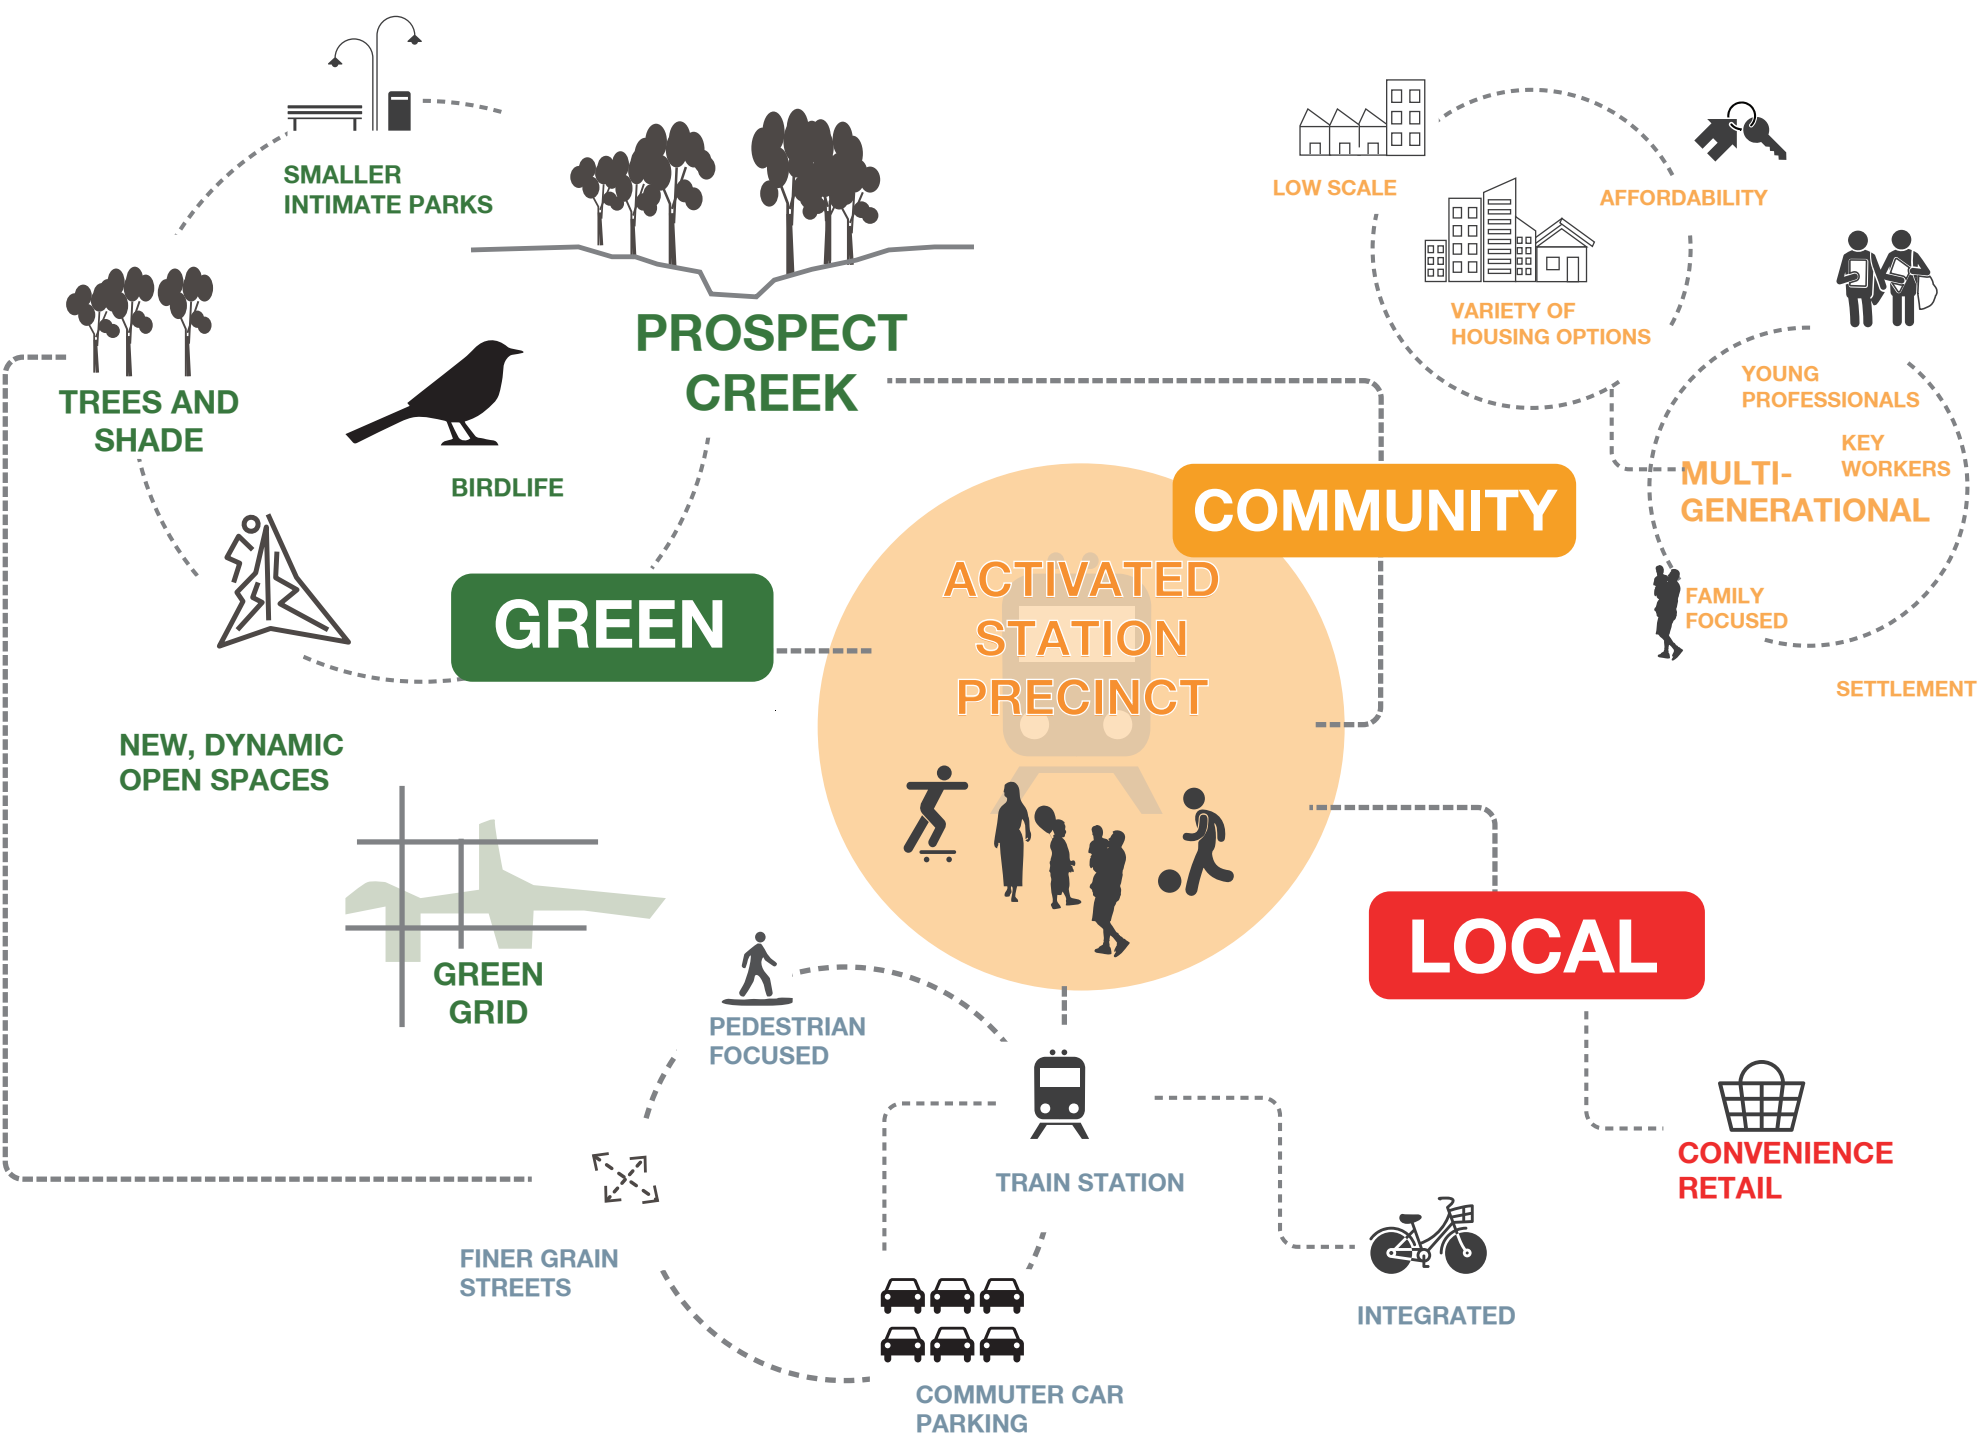 SMALLER
INTIMATE PARKS
TREES AND
SHADE
BIRDLIFE
PROSPECT
CREEK
GREEN
NEW, DYNAMIC
OPEN SPACES
GREEN
GRID
LOW SCALE
AFFORDABILITY
VARIETY OF
HOUSING OPTIONS
YOUNG
PROFESSIONALS
KEY
WORKERS
MULTI-
GENERATIONAL
FAMILY
FOCUSED
SETTLEMENT
COMMUNITY
ACTIVATED
STATION
PRECINCT
LOCAL
CONVENIENCE
RETAIL
PEDESTRIAN
FOCUSED
TRAIN STATION
FINER GRAIN
STREETS
INTEGRATED
COMMUTER CAR
PARKING